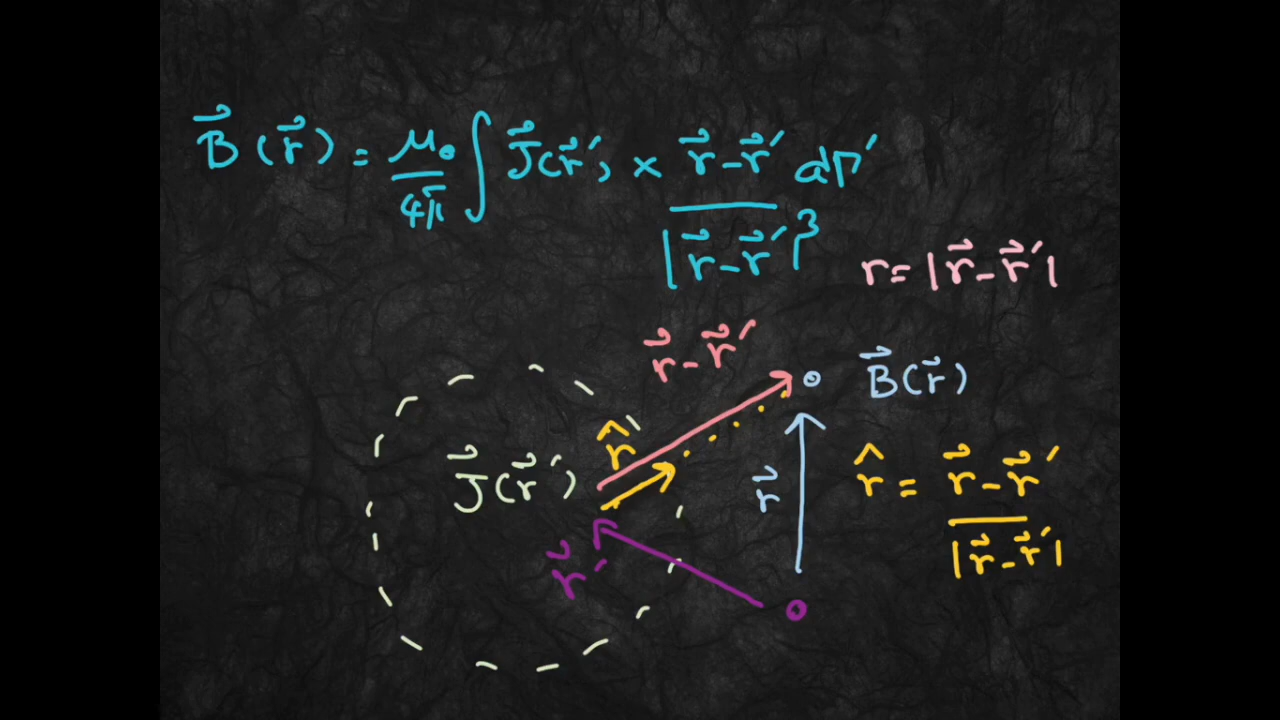 B⃗(r⃗) = μ₀/4π ∫ J⃗(r⃗′) × (r⃗-r⃗′)/|r⃗-r⃗′|³ dτ′
r = |r⃗-r⃗′|
r⃗-r⃗′
B⃗(r⃗)
r̂
J⃗(r⃗′)
r⃗
r̂ = (r⃗-r⃗′)/|r⃗-r⃗′|
r⃗′